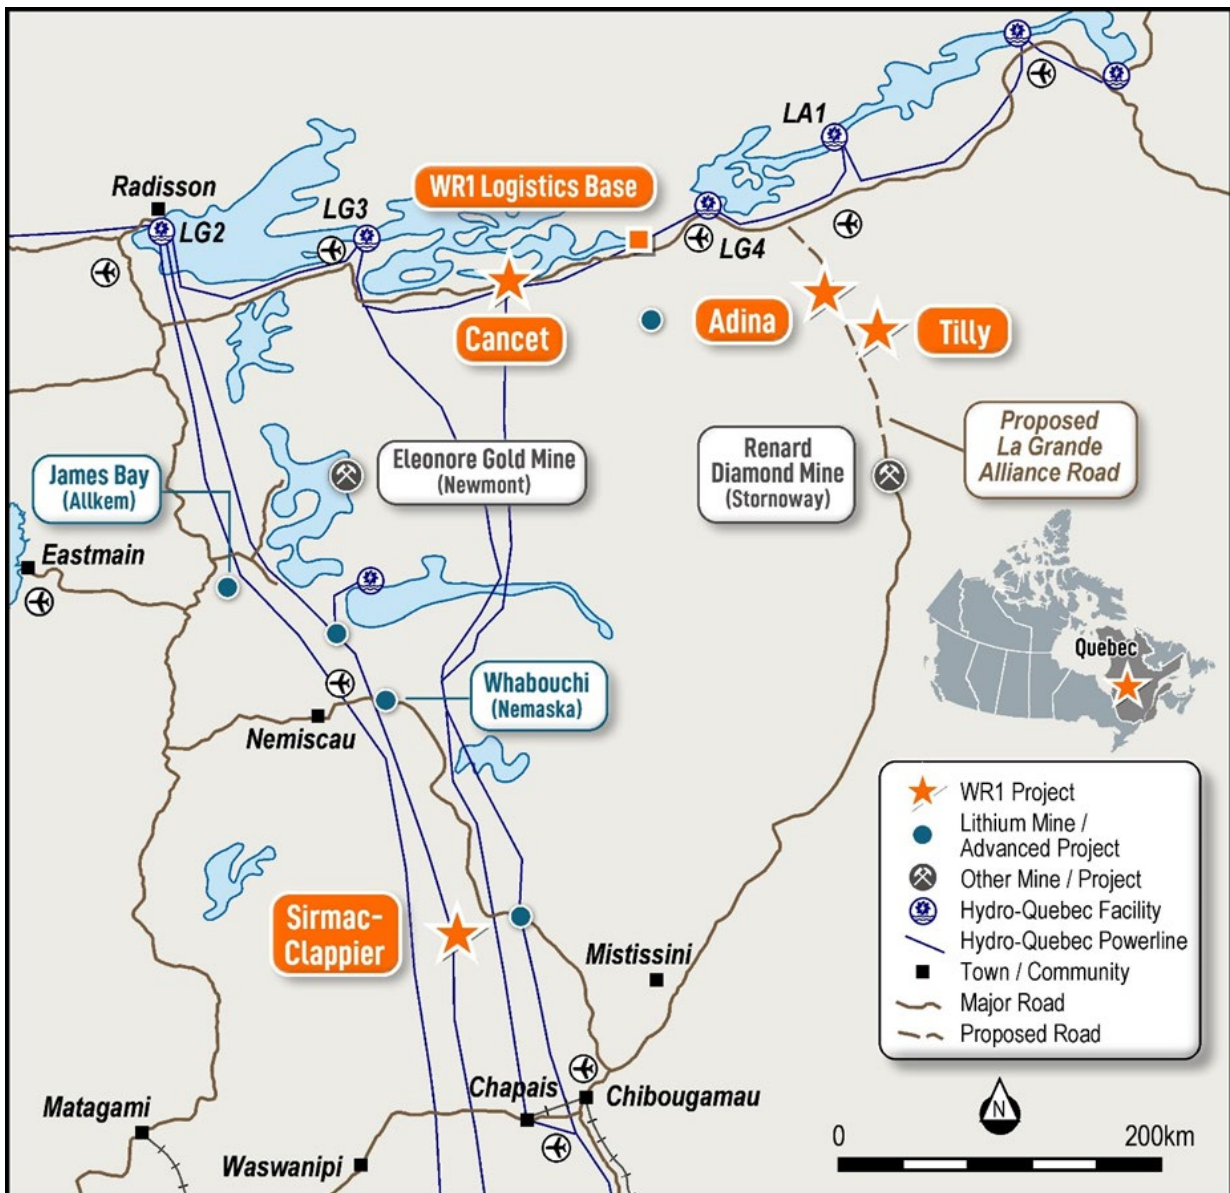 LA1
WR1 Logistics Base
Radisson
LG3
LG2
LG4
Cancet
Adina
Tilly
Proposed
La Grande
Alliance Road
Eleonore Gold Mine
(Newmont)
Renard
Diamond Mine
(Stornoway)
James Bay
(Allkem)
Eastmain
Quebec
Whabouchi
(Nemaska)
Nemiscau
WR1 Project
Lithium Mine /
Advanced Project
Other Mine / Project
Hydro-Quebec Facility
Hydro-Quebec Powerline
Town / Community
Major Road
Proposed Road
Sirmac-
Clappier
Mistissini
Chapais
Chibougamau
Matagami
Waswanipi
N
0
200km